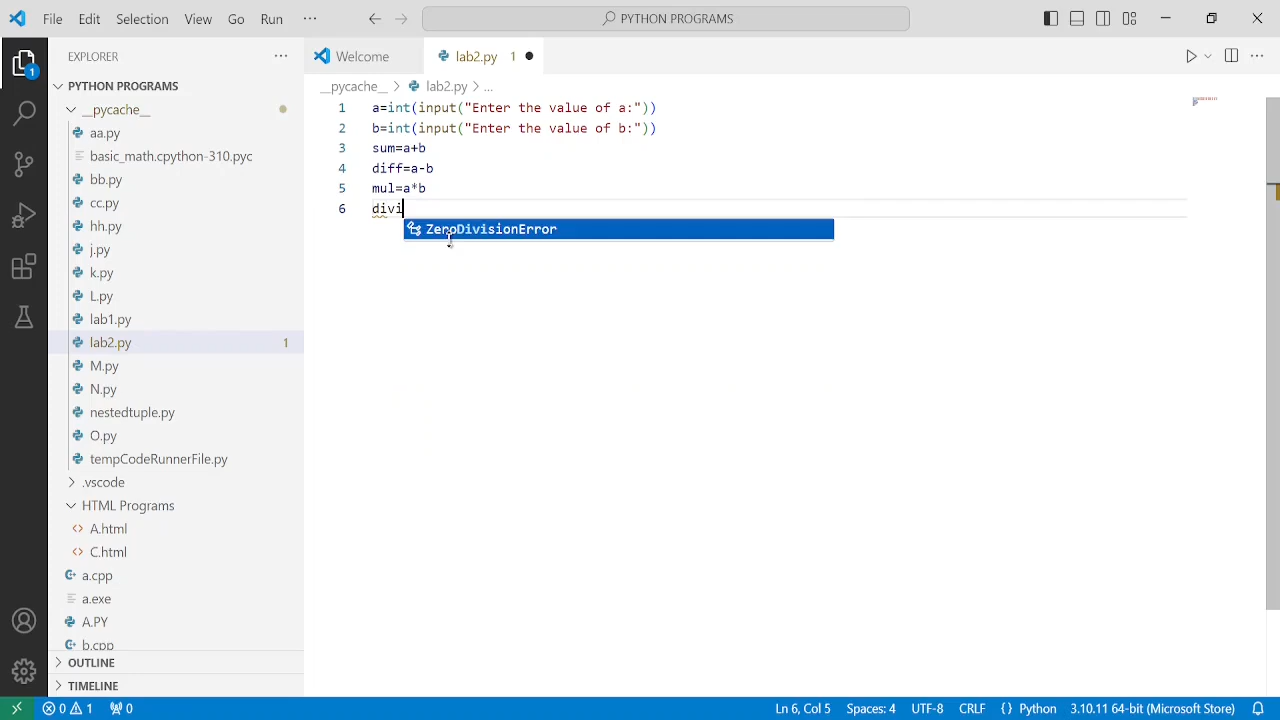 File Edit Selection View Go Run ··· PYTHON PROGRAMS
EXPLORER ···
Welcome lab2.py 1
PYTHON PROGRAMS
__pycache__ > lab2.py > ...
__pycache__
aa.py
basic_math.cpython-310.pyc
bb.py
cc.py
hh.py
j.py
k.py
L.py
lab1.py
lab2.py 1
M.py
N.py
nestedtuple.py
O.py
tempCodeRunnerFile.py
.vscode
HTML Programs
A.html
C.html
a.cpp
a.exe
A.PY
b.cpp
OUTLINE
TIMELINE
1 a=int(input("Enter the value of a:"))
2 b=int(input("Enter the value of b:"))
3 sum=a+b
4 diff=a-b
5 mul=a*b
6 divi
ZeroDivisionError
1
0 1 0 Ln 6, Col 5 Spaces: 4 UTF-8 CRLF {} Python 3.10.11 64-bit (Microsoft Store)